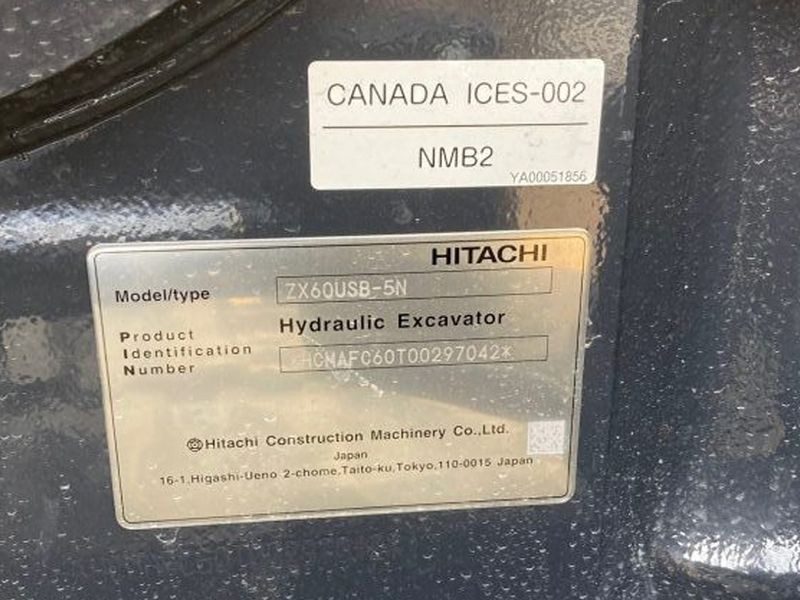 CANADA ICES-002
NMB2
YA00051856
HITACHI
Model/type ZX60USB-5N
Hydraulic Excavator
Product
Identification
Number *HCMAFC60T00297042*
Hitachi Construction Machinery Co.,Ltd.
Japan
16-1,Higashi-Ueno 2-chome,Taito-ku,Tokyo,110-0015 Japan